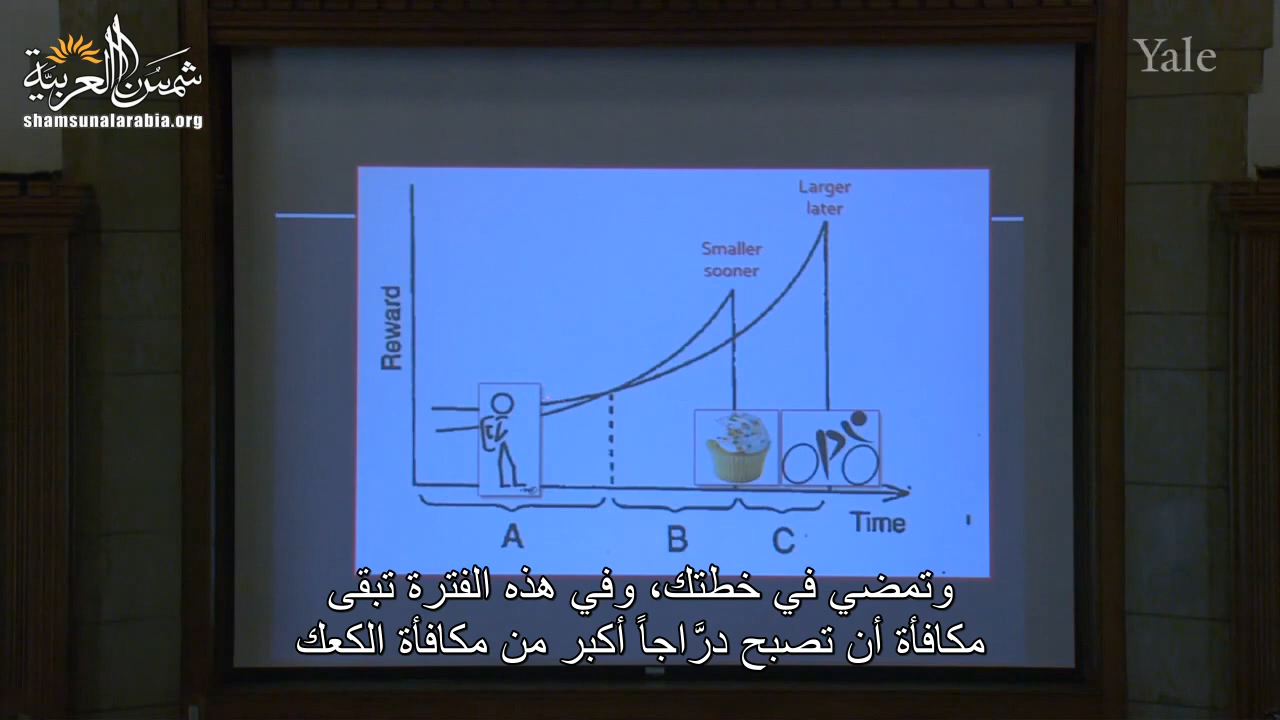 شمسُ العربيَّة
shamsunalarabia.org
Yale
Larger
later
Smaller
sooner
Reward
A
B
C
Time
وتمضي في خطتك، وفي هذه الفترة تبقى
مكافأة أن تصبح درَّاجاً أكبر من مكافأة الكعك